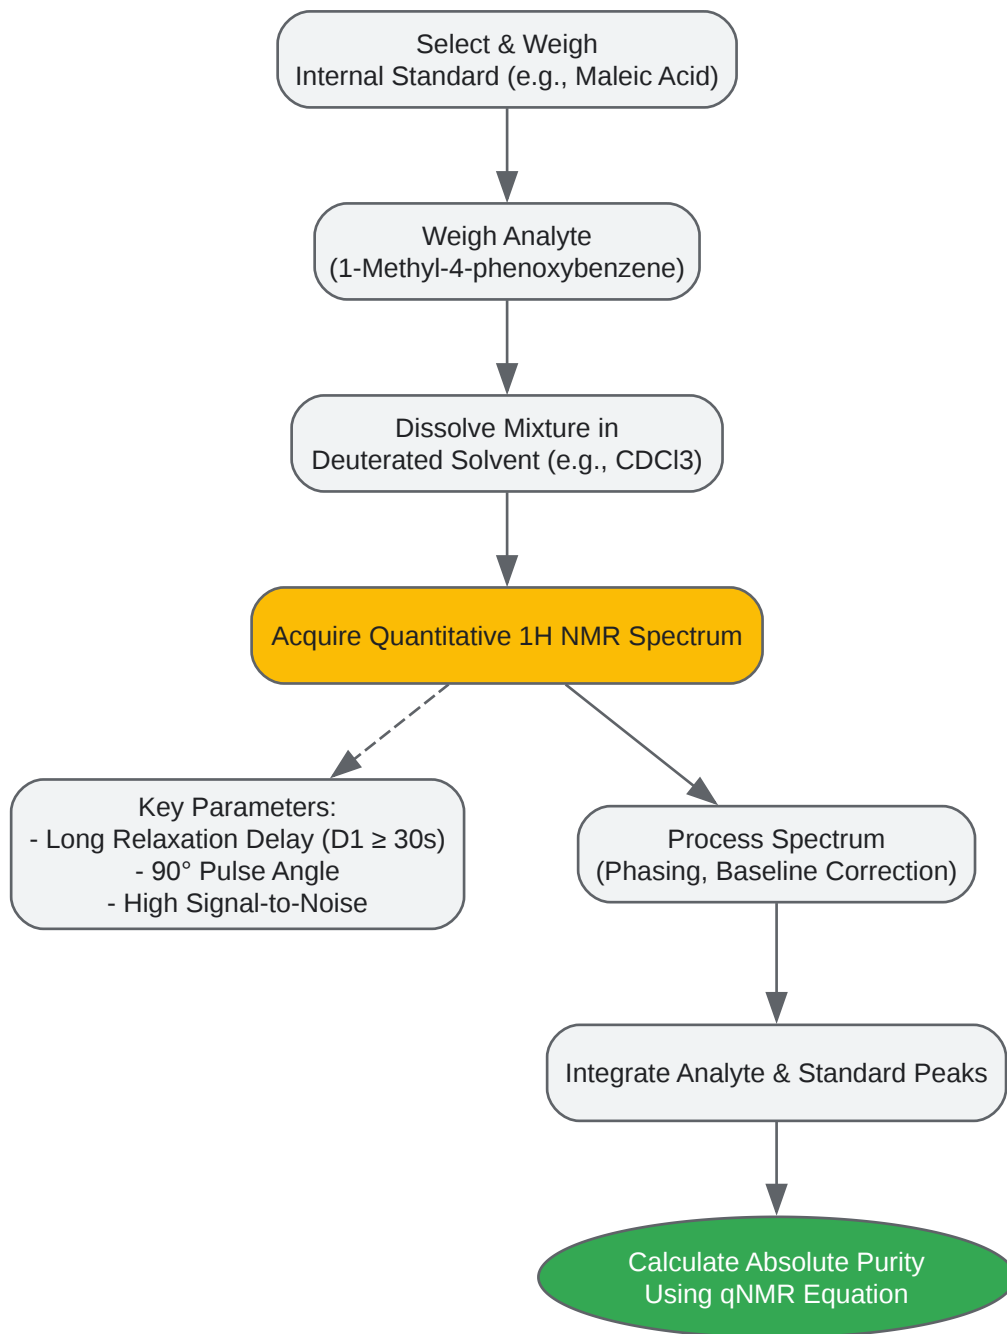 Select & Weigh
Internal Standard (e.g., Maleic Acid)
Weigh Analyte
(1-Methyl-4-phenoxybenzene)
Dissolve Mixture in
Deuterated Solvent (e.g., CDCl3)
Acquire Quantitative 1H NMR Spectrum
Key Parameters:
- Long Relaxation Delay (D1 ≥ 30s)
- 90° Pulse Angle
- High Signal-to-Noise
Process Spectrum
(Phasing, Baseline Correction)
Integrate Analyte & Standard Peaks
Calculate Absolute Purity
Using qNMR Equation